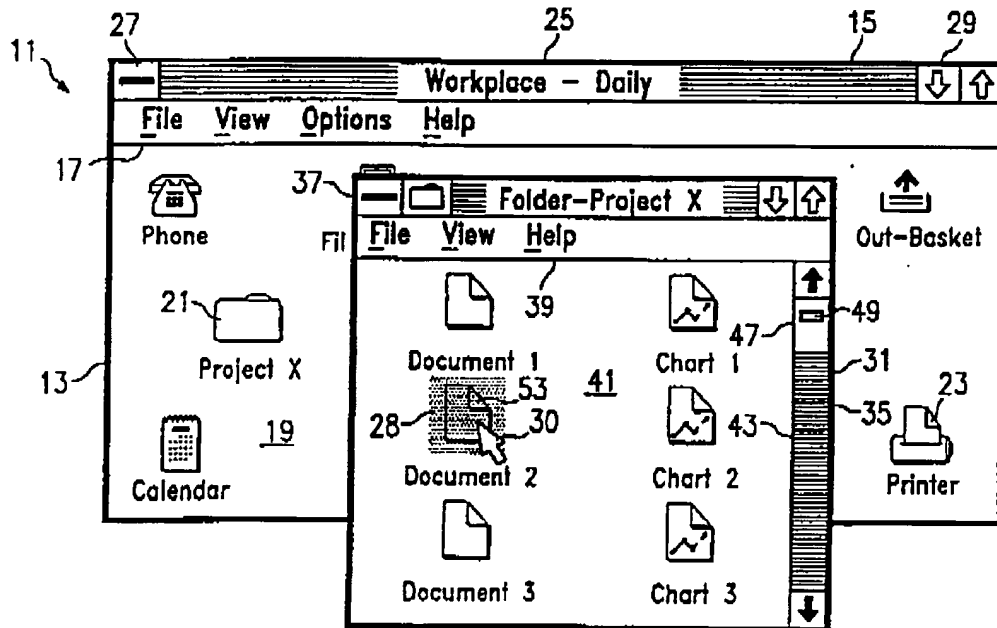 27 25 15 29
11
Workplace - Daily
File View Options Help
17
37
Folder-Project X
Phone
Fil
File View Help
Out-Basket
21
39
47
49
Project X
Document 1
Chart 1
31
13
53
41
23
28
30
43
35
19
Calendar
Document 2
Chart 2
Printer
Document 3
Chart 3